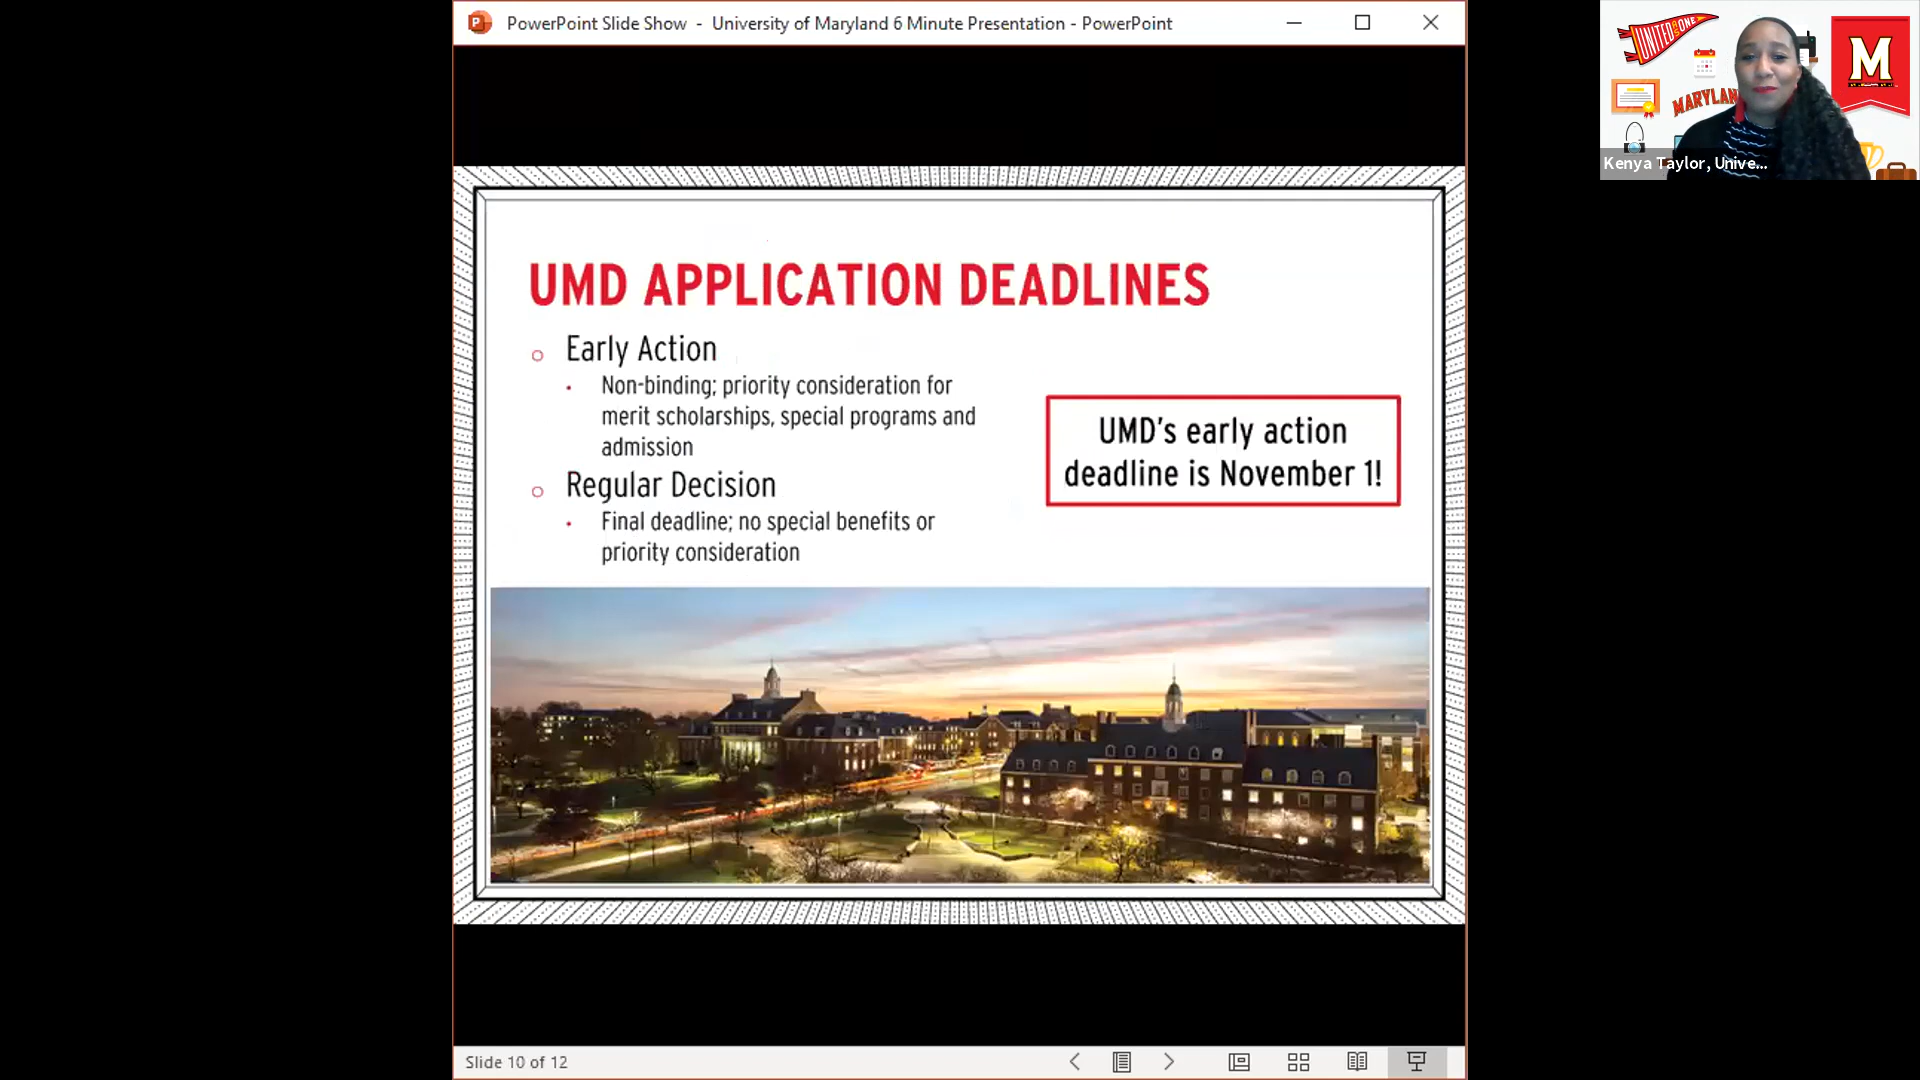 PowerPoint Slide Show - University of Maryland 6 Minute Presentation - PowerPoint
UNITED AS ONE
M
MARYLAN
Kenya Taylor, Unive...
UMD APPLICATION DEADLINES
Early Action
Non-binding; priority consideration for
merit scholarships, special programs and
admission
Regular Decision
Final deadline; no special benefits or
priority consideration
UMD's early action
deadline is November 1!
Slide 10 of 12